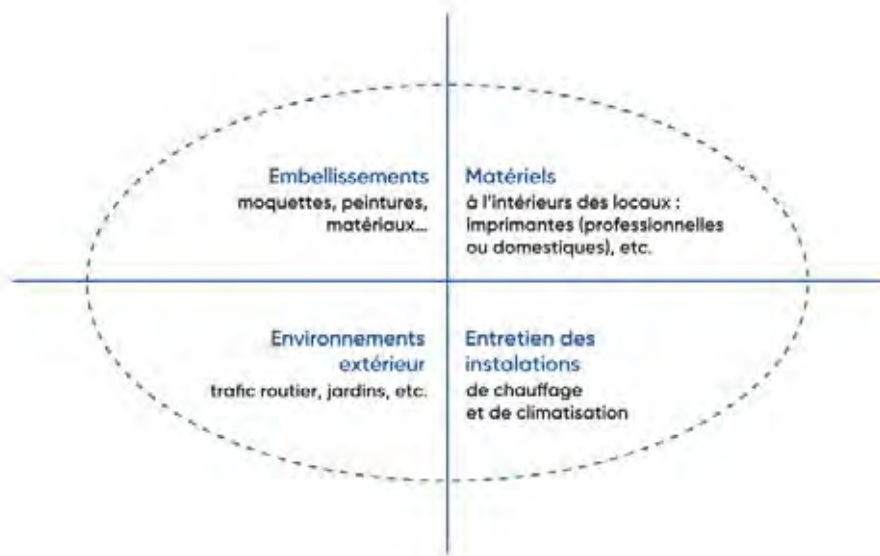 Embellissements
moquettes, peintures,
matériaux...
Matériels
à l'intérieurs des locaux :
imprimantes (professionnelles
ou domestiques), etc.
Environnements
extérieur
trafic routier, jardins, etc.
Entretien des
instalations
de chauffage
et de climatisation